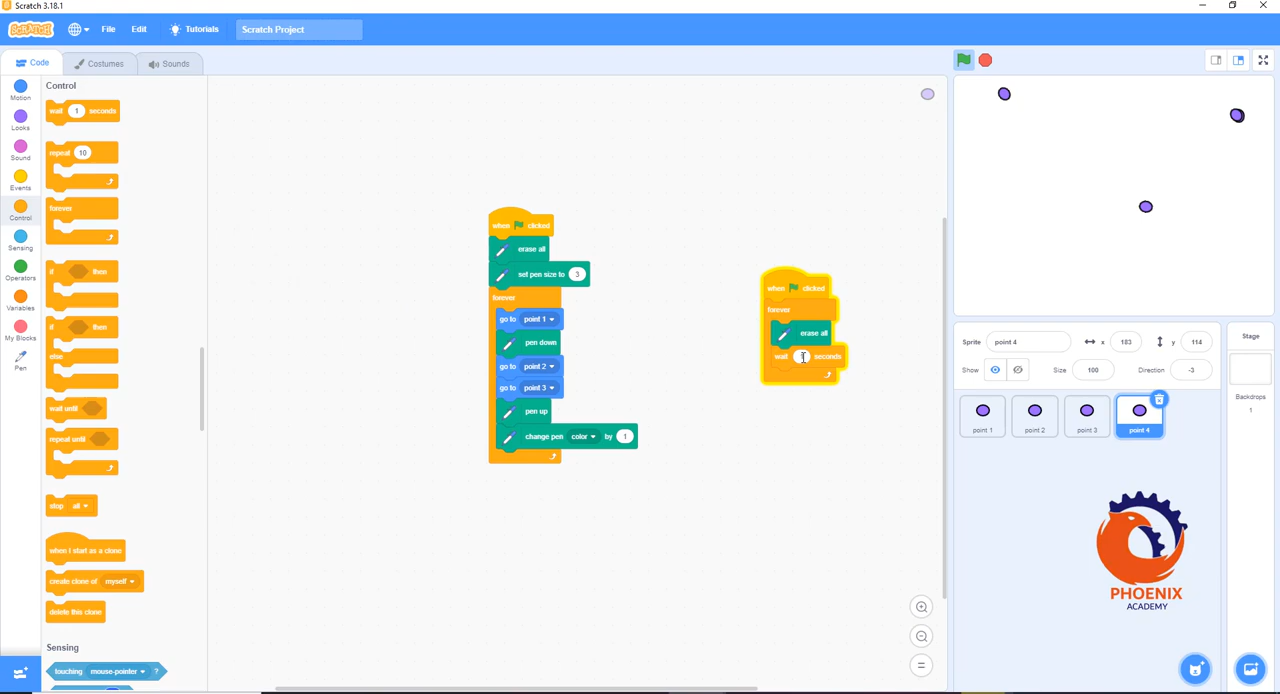 Scratch 3.18.1
SCRATCH
File
Edit
Tutorials
Scratch Project
Code
Costumes
Sounds
Motion
Looks
Sound
Events
Control
Sensing
Operators
Variables
My Blocks
Pen
Control
wait 1 seconds
repeat 10
forever
if then
if then
else
wait until
repeat until
stop all
when I start as a clone
create clone of myself
delete this clone
Sensing
touching mouse-pointer ?
when clicked
erase all
set pen size to 3
forever
go to point 1
pen down
go to point 2
go to point 3
pen up
change pen color by 1
when clicked
forever
erase all
wait seconds
Sprite point 4 x 183 y 114
Show Size 100 Direction -3
point 1
point 2
point 3
point 4
Stage
Backdrops
1
PHOENIX
ACADEMY